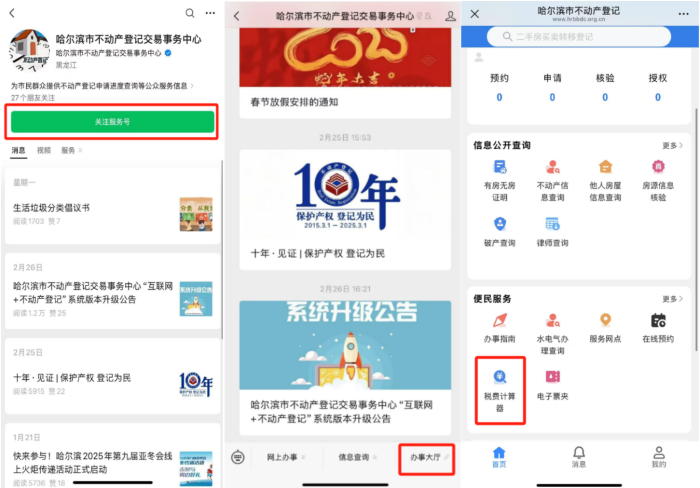 哈尔滨市不动产登记交易事务中心
哈尔滨市不动产登记交易事务中心
黑龙江
为市民群众提供不动产登记申请进度查询等公众服务信息
27个朋友关注
关注服务号
消息 视频 服务
星期一
生活垃圾分类倡议书
阅读1703 赞7
2月26日
哈尔滨市不动产登记交易事务中心“互联网
+不动产登记”系统版本升级公告
阅读1.2万 赞25
2月25日
十年·见证 | 保护产权 登记为民
阅读5915 赞22
10年
1月21日
快来参与！哈尔滨2025年第九届亚冬会线
上火炬传递活动正式启动
阅读5736 赞18
哈尔滨市不动产登记交易事务中心
蛇年大吉
春节放假安排的通知
2月25日 15:53
10年
保护产权 登记为民
2015.3.1 - 2025.3.1
十年·见证 | 保护产权 登记为民
2月26日 16:21
系统升级公告
哈尔滨市不动产登记交易事务中心“互联网
+不动产登记”系统版本升级公告
网上办事 信息查询 办事大厅
哈尔滨市不动产登记
www.hrbbdc.org.cn
二手房买卖转移登记
预约 申请 核验 授权
0 0 0 0
信息公开查询 更多
有房无房
证明
不动产信
息查询
他人房屋
信息查询
房源信息
核验
破产查询 律师查询
便民服务 更多
办事指南
水电气办
理查询
服务网点 在线预约
税费计算
器
电子票夹
首页 消息 我的